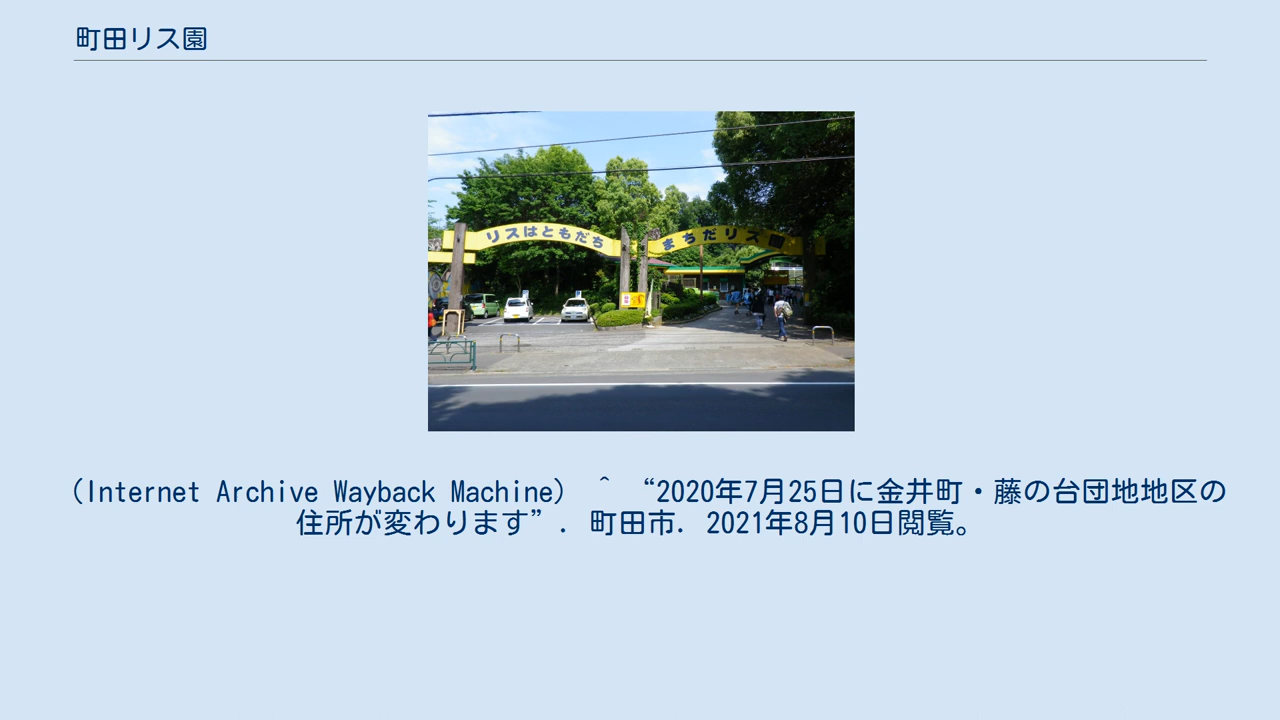 町田リス園
リスはともだち
まちだリス園
(Internet Archive Wayback Machine) ^ “2020年7月25日に金井町・藤の台団地地区の
住所が変わります”. 町田市. 2021年8月10日閲覧。